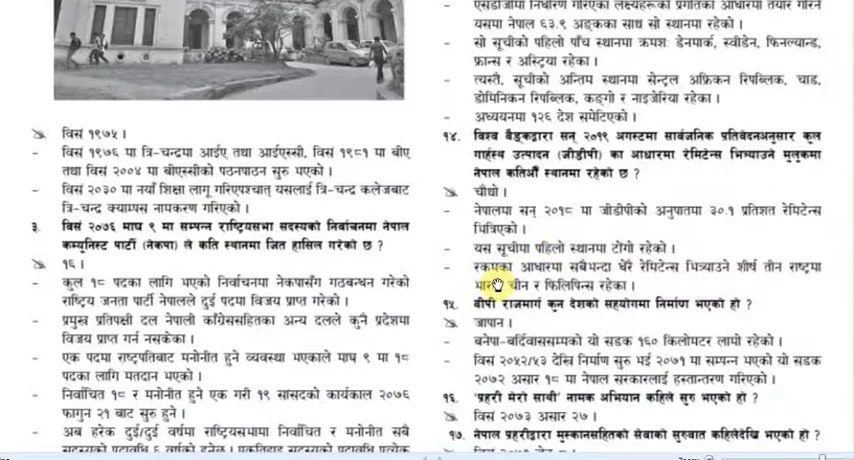 विसं १९७५ ।
- विसं १९७६ मा त्रि-चन्द्रमा आईए तथा आईएस्सी, विसं १९८१ मा बीए
तथा विसं २००४ मा बीएस्सीको पठनपाठन सुरु भएको ।
- विसं २०३० मा नयाँ शिक्षा लागू गरिएपश्चात् यसलाई त्रि-चन्द्र कलेजबाट
त्रि-चन्द्र क्याम्पस नामकरण गरिएको ।
३. विसं २०७६ माघ ९ मा सम्पन्न राष्ट्रियसभा सदस्यको निर्वाचनमा नेपाल
कम्युनिस्ट पार्टी (नेकपा) ले कति स्थानमा जित हासिल गरेको छ ?
१६ ।
- कुल १८ पदका लागि भएको निर्वाचनमा नेकपासँग गठबन्धन गरेको
राष्ट्रिय जनता पार्टी नेपालले दुई पदमा विजय प्राप्त गरेको ।
- प्रमुख प्रतिपक्षी दल नेपाली काँग्रेससहितका अन्य दलले कुनै प्रदेशमा
विजय प्राप्त गर्न नसकेका ।
- एक पदमा राष्ट्रपतिबाट मनोनीत हुने व्यवस्था भएकाले माघ ९ मा १८
पदका लागि मतदान भएको ।
- निर्वाचित १८ र मनोनीत हुने एक गरी १९ सांसदको कार्यकाल २०७६
फागुन २१ बाट सुरु हुने ।
- अब हरेक दुई/दुई वर्षमा राष्ट्रियसभामा निर्वाचित र मनोनीत सबै
सदस्यको पदावधि ६ वर्षको हुनेछ ।
- एसडीजीमा निर्धारण गरिएका लक्ष्यहरूको प्रगतिका आधारमा तयार गरिने
यसमा नेपाल ६३.९ अङ्कका साथ सो स्थानमा रहेको ।
- सो सूचीको पहिलो पाँच स्थानमा क्रमशः डेनमार्क, स्वीडेन, फिनल्यान्ड,
फ्रान्स र अस्ट्रिया रहेका ।
- त्यस्तै, सूचीको अन्तिम स्थानमा सेन्ट्रल अफ्रिकन रिपब्लिक, चाड,
डोमिनिकन रिपब्लिक, कङ्गो र नाइजेरिया रहेका ।
- अध्ययनमा १२६ देश समेटिएको ।
१४. विश्व बैङ्कद्वारा सन् २०१९ अगस्टमा सार्वजनिक प्रतिवेदनअनुसार कुल
गार्हस्थ उत्पादन (जीडीपी) का आधारमा रेमिटेन्स भित्र्याउने मुलुकमा
नेपाल कतिऔँ स्थानमा रहेको छ ?
चौथो ।
- नेपालमा सन् २०१८ मा जीडीपीको अनुपातमा ३०.१ प्रतिशत रेमिटेन्स
भित्रिएको ।
- यस सूचीमा पहिलो स्थानमा टोंगो रहेको ।
- रकमका आधारमा सबैभन्दा धेरै रेमिटेन्स भित्र्याउने शीर्ष तीन राष्ट्रमा
चीन र फिलिपिन्स रहेका ।
१५. बीपी राजमार्ग कुन देशको सहयोगमा निर्माण भएको हो ?
जापान ।
- बनेपा-बर्दिवाससम्मको यो सडक १६० किलोमिटर लामो रहेको ।
- विसं २०५२/५३ देखि निर्माण सुरु भई २०७१ मा सम्पन्न भएको यो सडक
२०७२ असार १८ मा नेपाल सरकारलाई हस्तान्तरण गरिएको ।
१६. 'प्रहरी मेरो साथी' नामक अभियान कहिले सुरु भएको हो ?
विसं २०७३ असार २७ ।
१७. नेपाल प्रहरीद्वारा मुस्कानसहितको सेवाको सुरुवात कहिलेदेखि भएको हो ?